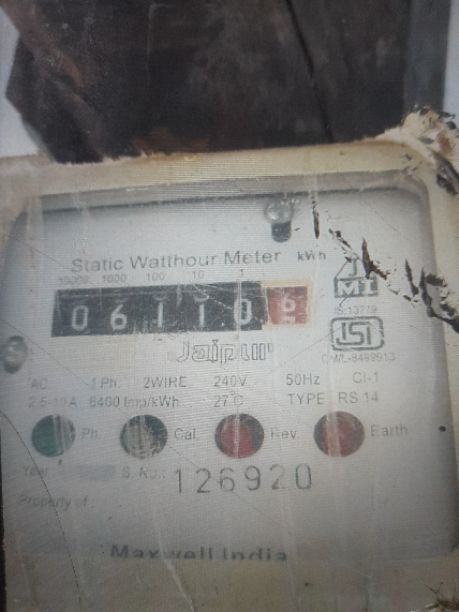 Static Watthour Meter kWh
10000 1000 100 10 1
0 6 1 1 0 6
Jaipur
IS:13779
ISI
CM/L-8499913
AC 1 Ph. 2WIRE 240V 50Hz Cl-1
2.5-10A 6400 Imp/kWh 27°C TYPE RS 14
Ph. Cal Rev. Earth
Year S. No.: 126920
Property of
Maxwell India